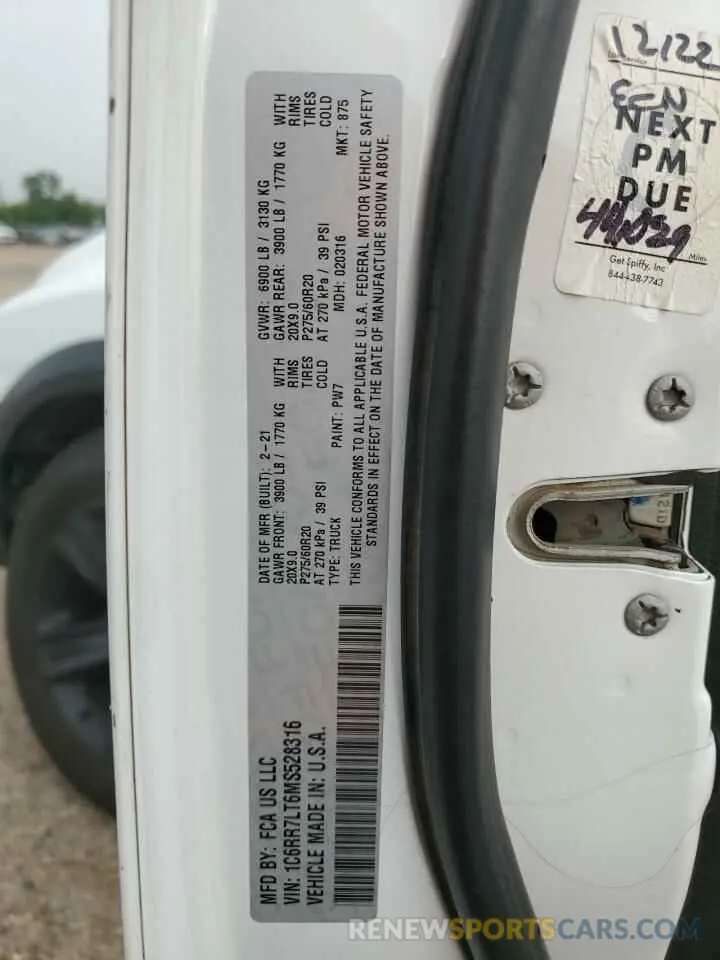 MFD BY: FCA US LLC
VIN: 1C6RR7LT6MS528316
VEHICLE MADE IN: U.S.A.
DATE OF MFR (BUILT): 2-21
GAWR FRONT: 3900 LB / 1770 KG WITH
20X9.0 RIMS
P275/60R20 TIRES
AT 270 kPa / 39 PSI COLD
TYPE: TRUCK PAINT: PW7
GVWR: 6900 LB / 3130 KG
GAWR REAR: 3900 LB / 1770 KG WITH
20X9.0 RIMS
P275/60R20 TIRES
AT 270 kPa / 39 PSI COLD
MDH: 020316 MKT: 875
THIS VEHICLE CONFORMS TO ALL APPLICABLE U.S.A. FEDERAL MOTOR VEHICLE SAFETY
STANDARDS IN EFFECT ON THE DATE OF MANUFACTURE SHOWN ABOVE.
12122
NEXT
PM
DUE
Miles
Get Spiffy, Inc
844-438-7743
RENEWSPORTSCARS.COM